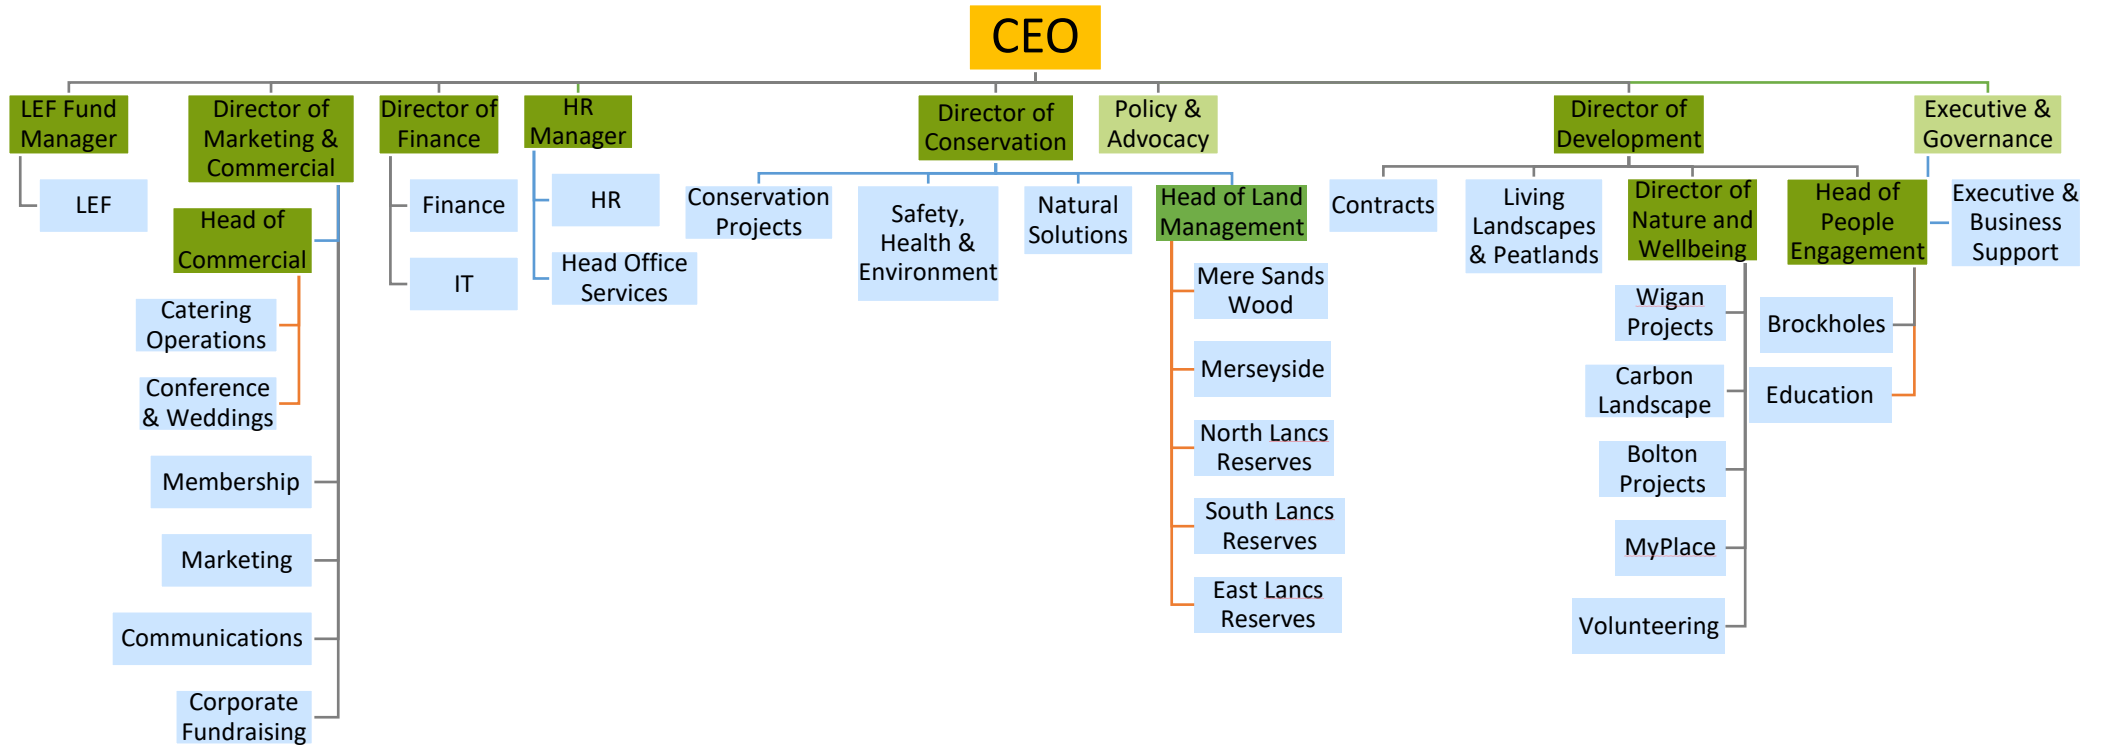 CEO
LEF Fund
Manager
LEF
Director of
Marketing &
Commercial
Head of
Commercial
Catering
Operations
Conference
& Weddings
Membership
Marketing
Communications
Corporate
Fundraising
Director of
Finance
Finance
IT
HR
Manager
HR
Head Office
Services
Director of
Conservation
Conservation
Projects
Safety,
Health &
Environment
Natural
Solutions
Head of Land
Management
Mere Sands
Wood
Merseyside
North Lancs
Reserves
South Lancs
Reserves
East Lancs
Reserves
Policy &
Advocacy
Director of
Development
Contracts
Living
Landscapes
& Peatlands
Director of
Nature and
Wellbeing
Wigan
Projects
Carbon
Landscape
Bolton
Projects
MyPlace
Volunteering
Head of
People
Engagement
Brockholes
Education
Executive &
Governance
Executive &
Business
Support